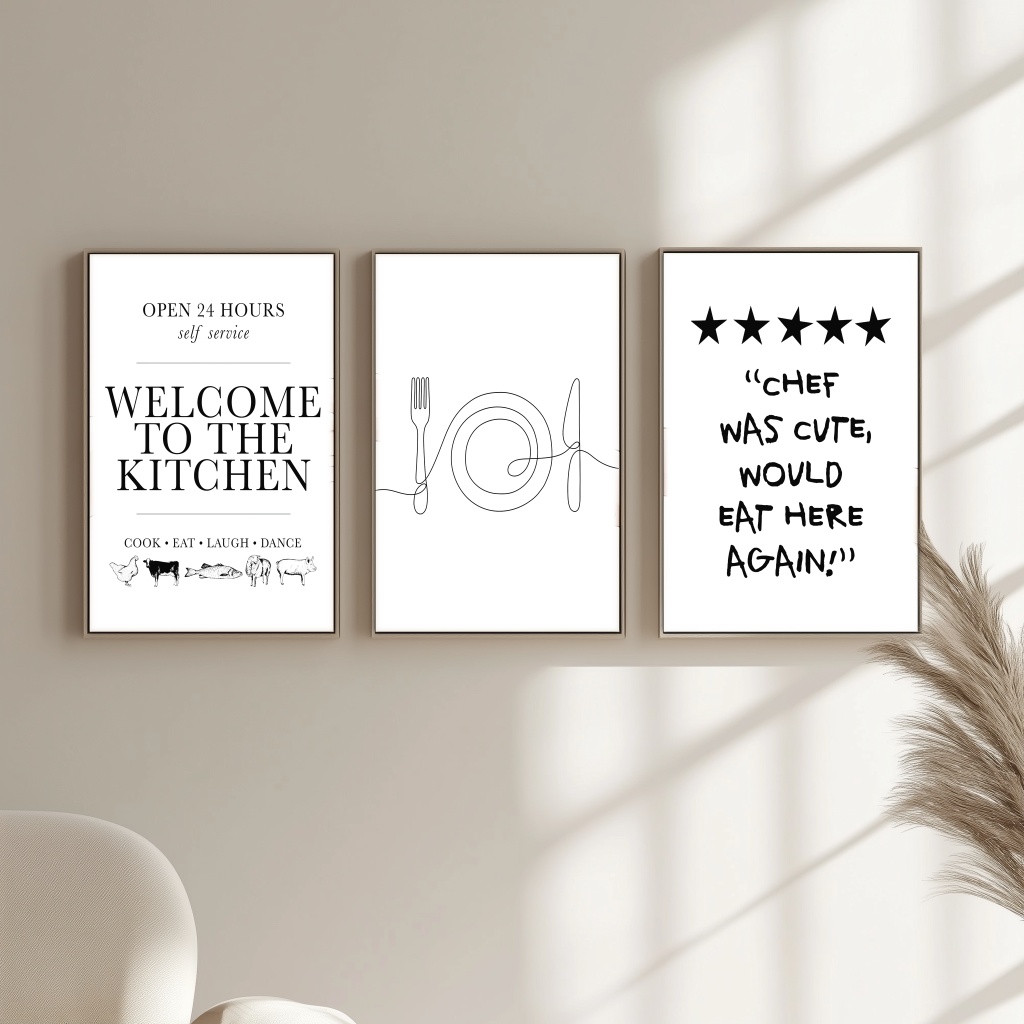 OPEN 24 HOURS
self service
WELCOME
TO THE
KITCHEN
COOK • EAT • LAUGH • DANCE
★★★★★
“CHEF
WAS CUTE,
WOULD
EAT HERE
AGAIN!”